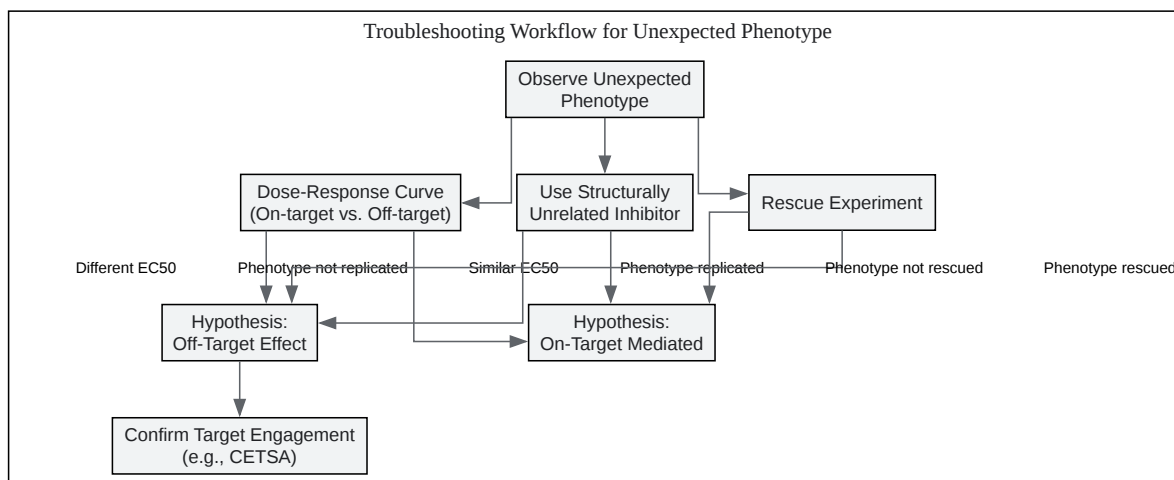 Troubleshooting Workflow for Unexpected Phenotype
Observe Unexpected
Phenotype
Dose-Response Curve
(On-target vs. Off-target)
Use Structurally
Unrelated Inhibitor
Rescue Experiment
Different EC50
Phenotype not replicated
Similar EC50
Phenotype replicated
Phenotype not rescued
Phenotype rescued
Hypothesis:
Off-Target Effect
Hypothesis:
On-Target Mediated
Confirm Target Engagement
(e.g., CETSA)